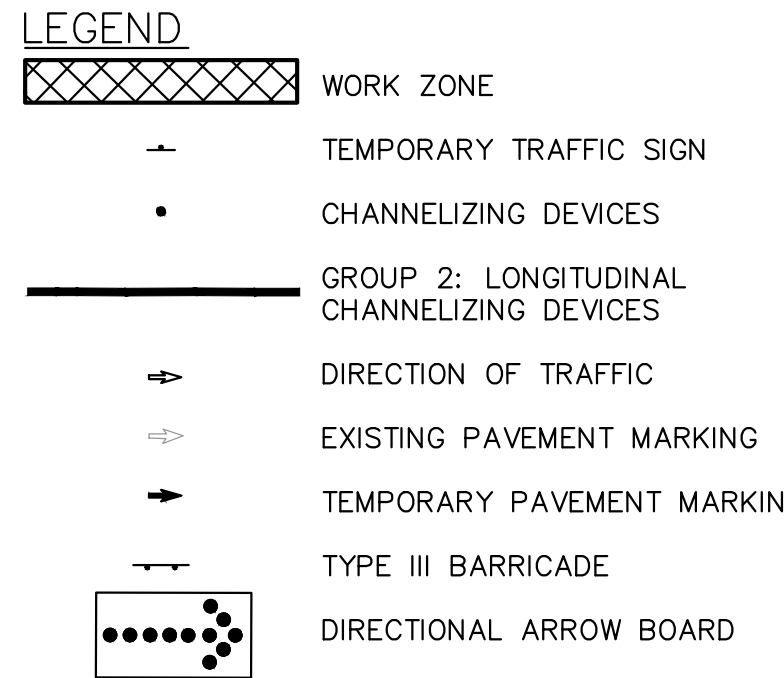 LEGEND
WORK ZONE
TEMPORARY TRAFFIC SIGN
CHANNELIZING DEVICES
GROUP 2: LONGITUDINAL
CHANNELIZING DEVICES
DIRECTION OF TRAFFIC
EXISTING PAVEMENT MARKING
TEMPORARY PAVEMENT MARKIN
TYPE III BARRICADE
DIRECTIONAL ARROW BOARD